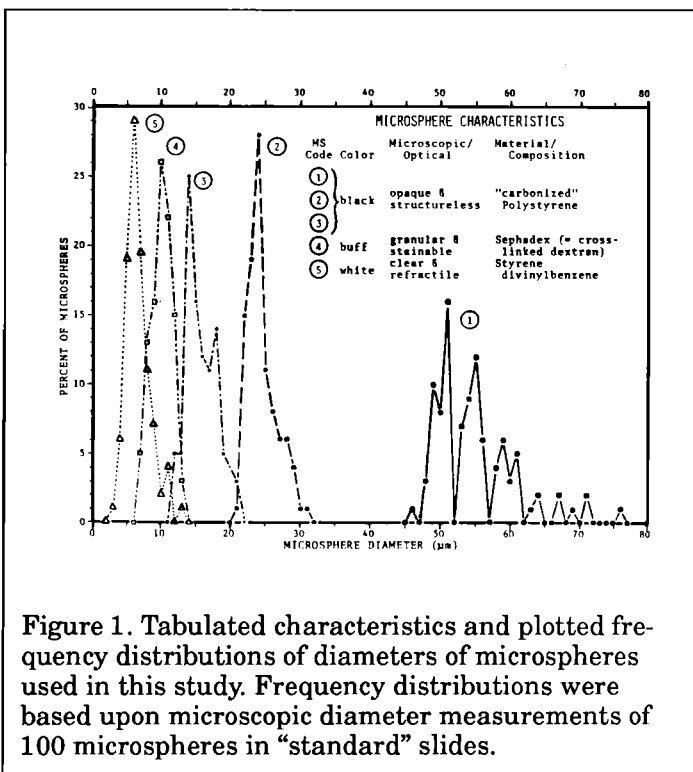 0 10 20 30 40 50 60 70 80
30
25
20
15
10
5
0
PERCENT OF MICROSPHERES
MICROSPHERE CHARACTERISTICS
MS Code Color Microscopic/ Optical Material/ Composition
1
2 black opaque & structureless "carbonized" Polystyrene
3
4 buff granular & stainable Sephadex (= cross-linked dextran)
5 white clear & refractile Styrene divinylbenzene
5
4
3
2
1
0 10 20 30 40 50 60 70 80
MICROSPHERE DIAMETER (µm)
Figure 1. Tabulated characteristics and plotted fre-
quency distributions of diameters of microspheres
used in this study. Frequency distributions were
based upon microscopic diameter measurements of
100 microspheres in “standard” slides.